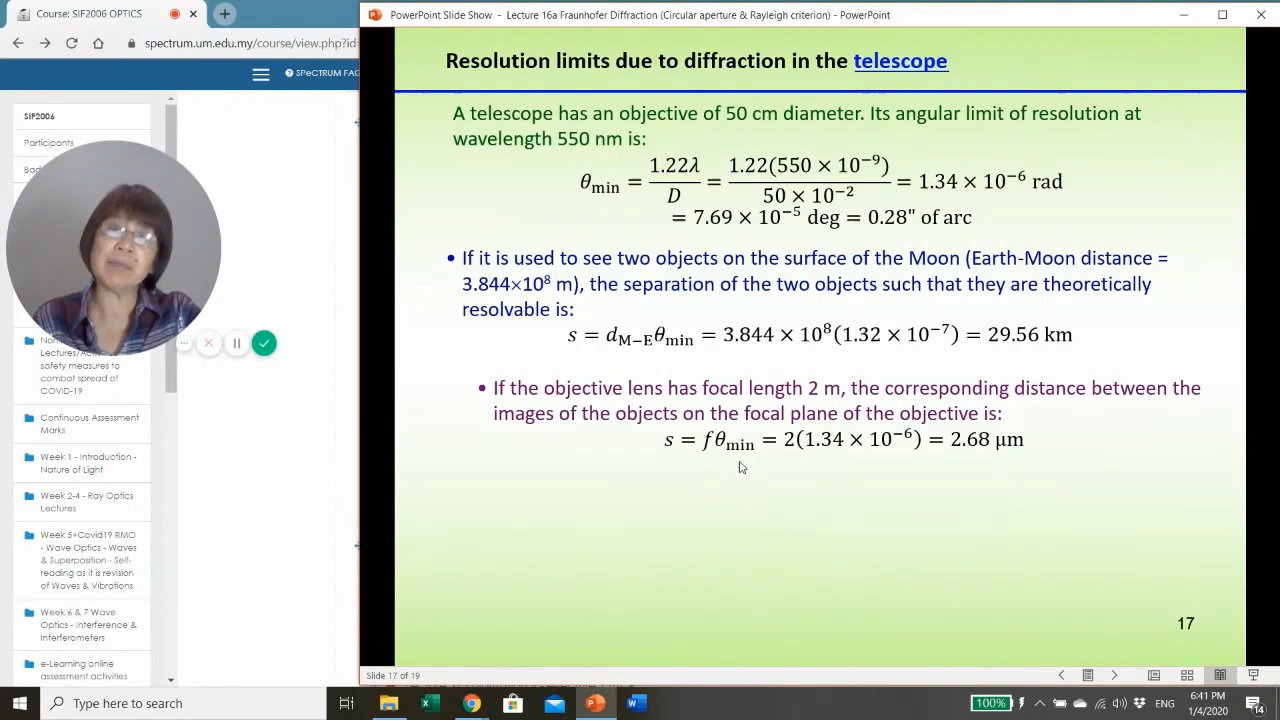 Course: SIF2006 OPTICS
PowerPoint Slide Show - Lecture 16a Fraunhofer Diffraction (Circular aperture & Rayleigh criterion) - PowerPoint
spectrum.um.edu.my/course/view.php?id=
SPeCTRUM FAQ
SIF2006
Participants
Lectures/Acti
safety measures to
combat spread of
COVID-19
Continuous Assessment
Marks
Week 1 - Introduction
- Nature of Light
Week 2-4 - Ray Optics
Lectures
Week 5+Covid19 RMO
- Wave Optics - Waves
& Superposition - Self-
reading as it is revision
of Waves & Vibrations
Week 6 & 7 Wave
Optics - Interference &
Interferometers
e-Learning online
assessment activities
Resolution limits due to diffraction in the telescope
A telescope has an objective of 50 cm diameter. Its angular limit of resolution at
wavelength 550 nm is:
θmin = 1.22λ / D = 1.22(550 × 10⁻⁹) / 50 × 10⁻² = 1.34 × 10⁻⁶ rad
= 7.69 × 10⁻⁵ deg = 0.28" of arc
• If it is used to see two objects on the surface of the Moon (Earth-Moon distance =
3.844×10⁸ m), the separation of the two objects such that they are theoretically
resolvable is:
s = dM−Eθmin = 3.844 × 10⁸(1.32 × 10⁻⁷) = 29.56 km
• If the objective lens has focal length 2 m, the corresponding distance between the
images of the objects on the focal plane of the objective is:
s = fθmin = 2(1.34 × 10⁻⁶) = 2.68 μm
17
Slide 17 of 19
Type here to search
100%
ENG
6:41 PM
1/4/2020
14